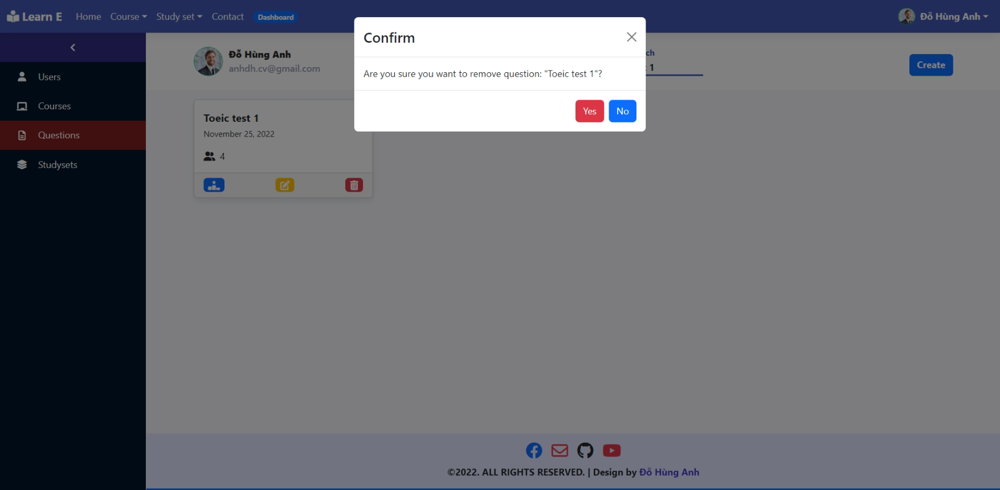 Learn E Home Course Study set Contact Dashboard Đỗ Hùng Anh
Confirm
Are you sure you want to remove question: "Toeic test 1"?
Yes No
Users
Courses
Questions
Studysets
Đỗ Hùng Anh
anhdh.cv@gmail.com
1
Create
Toeic test 1
November 25, 2022
4
©2022. ALL RIGHTS RESERVED. | Design by Đỗ Hùng Anh